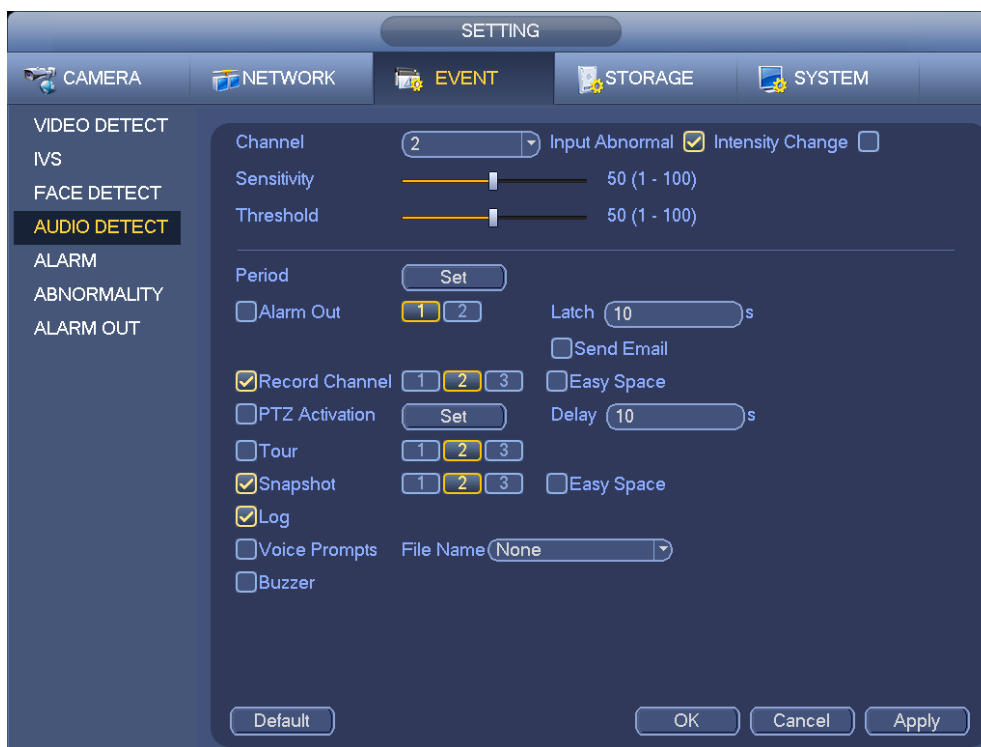 SETTING
CAMERA NETWORK EVENT STORAGE SYSTEM
VIDEO DETECT
IVS
FACE DETECT
AUDIO DETECT
ALARM
ABNORMALITY
ALARM OUT
Channel 2 Input Abnormal Intensity Change
Sensitivity 50 (1 - 100)
Threshold 50 (1 - 100)
Period Set
Alarm Out 1 2 Latch 10 s
Send Email
Record Channel 1 2 3 Easy Space
PTZ Activation Set Delay 10 s
Tour 1 2 3
Snapshot 1 2 3 Easy Space
Log
Voice Prompts File Name None
Buzzer
Default OK Cancel Apply